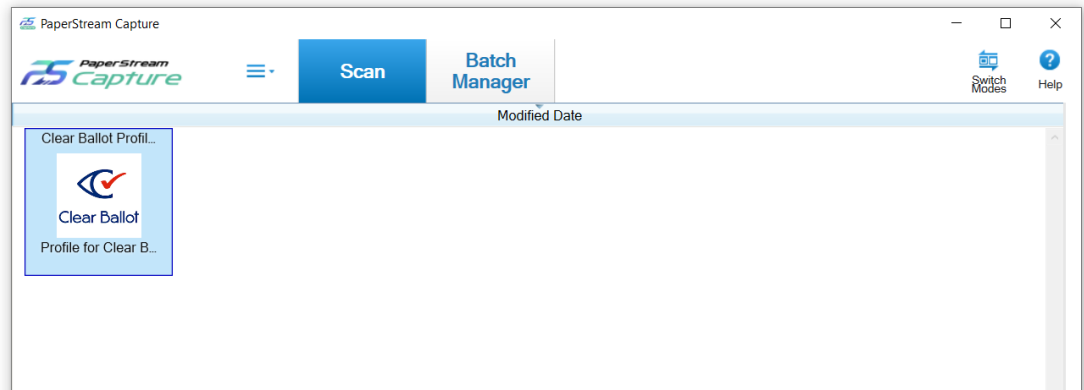 PaperStream Capture
PaperStream
Capture
Scan
Batch
Manager
Switch
Modes
Help
Modified Date
Clear Ballot Profil...
Clear Ballot
Profile for Clear B...